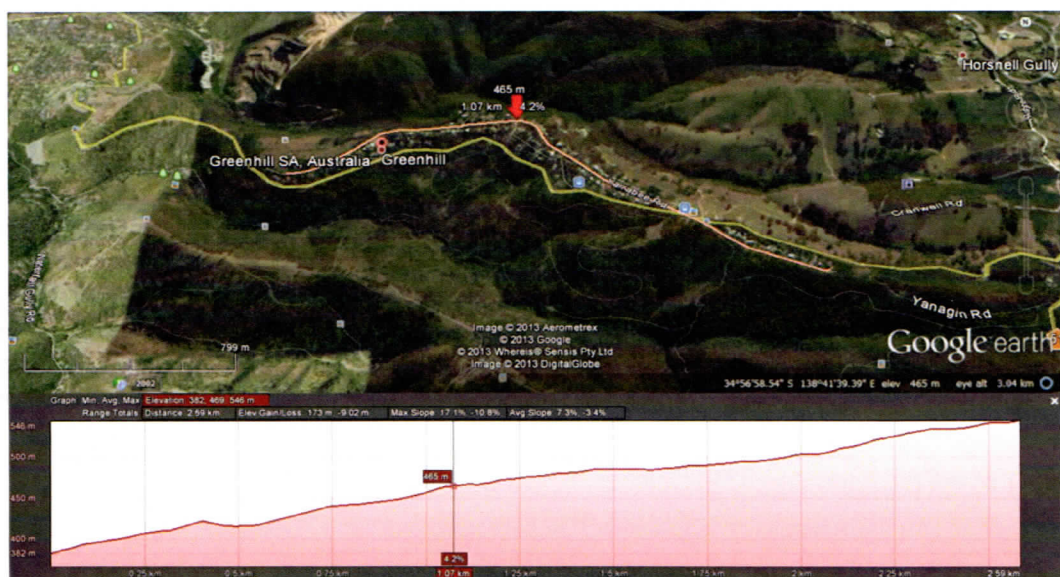 Horsnell Gully
465 m
1.07 km 4.2%
Greenhill SA, Australia Greenhill
Cranwell Rd
Yanagin Rd
Image © 2013 Aerometrex
© 2013 Google
© 2013 Whereis® Sensis Pty Ltd
Image © 2013 DigitalGlobe
Google earth
799 m
2002
34°56'58.54" S 138°41'39.39" E elev 465 m eye alt 3.04 km
Graph: Min, Avg, Max Elevation: 382, 469, 546 m
Range Totals: Distance: 2.59 km Elev Gain/Loss: 173 m, -9.02 m Max Slope: 17.1%, -10.8% Avg Slope: 7.3%, -3.4%
546 m
500 m
465 m
450 m
400 m
382 m
4.2%
0.25 km 0.5 km 0.75 km 1.07 km 1.25 km 1.5 km 1.75 km 2 km 2.25 km 2.59 km